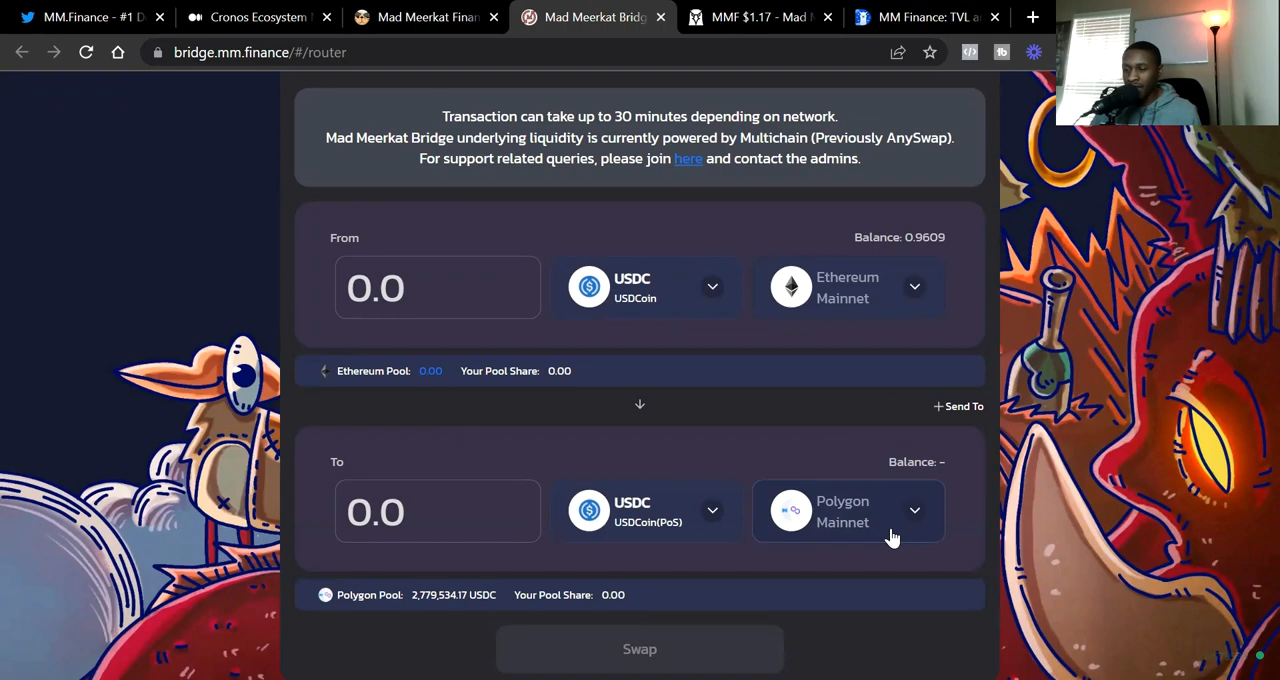 MM.Finance - #1 D
Cronos Ecosystem
Mad Meerkat Finan
Mad Meerkat Bridg
MMF $1.17 - Mad
MM Finance: TVL a
bridge.mm.finance/#/router
tb
Transaction can take up to 30 minutes depending on network.
Mad Meerkat Bridge underlying liquidity is currently powered by Multichain (Previously AnySwap).
For support related queries, please join here and contact the admins.
From
Balance: 0.9609
0.0
USDC
USDCoin
Ethereum
Mainnet
Ethereum Pool: 0.00 Your Pool Share: 0.00
+ Send To
To
Balance: -
0.0
USDC
USDCoin(PoS)
Polygon
Mainnet
Polygon Pool: 2,779,534.17 USDC Your Pool Share: 0.00
Swap